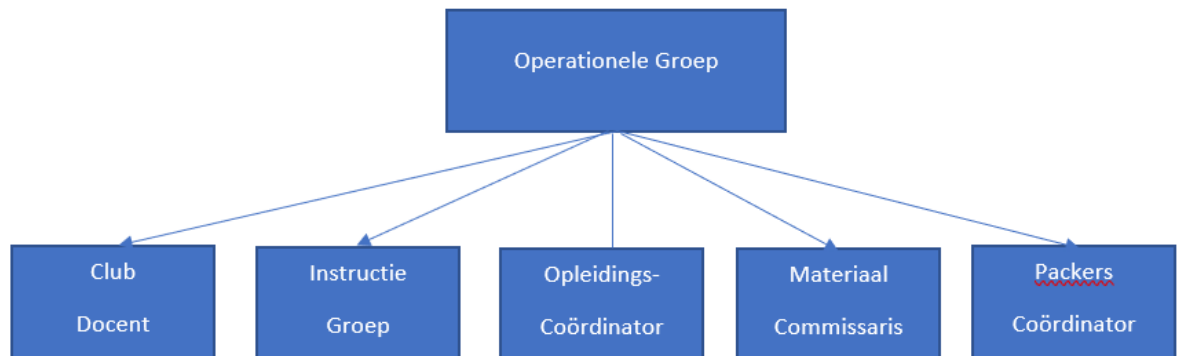 Operationele Groep
Club
Docent
Instructie
Groep
Opleidings-
Coördinator
Materiaal
Commissaris
Packers
Coördinator